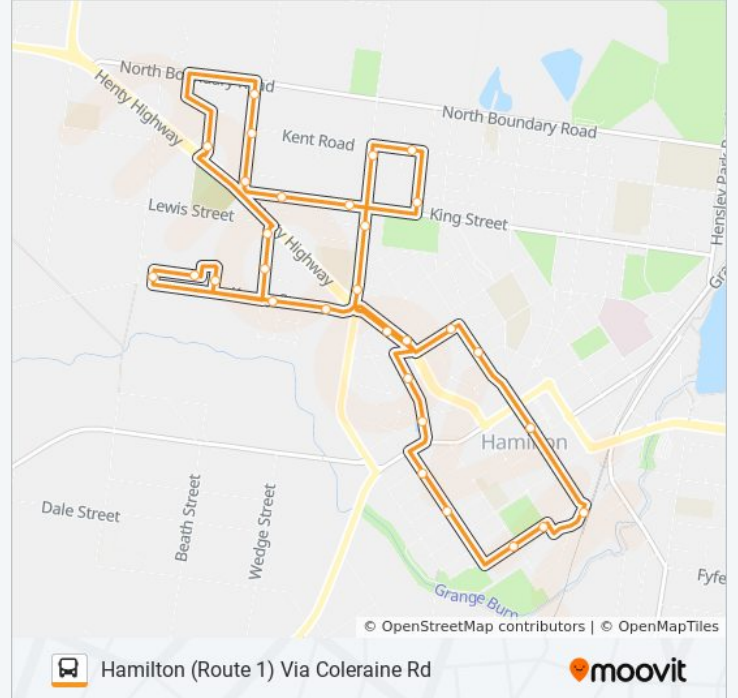 North Boundary Road
Henty Highway
North Boundary Road
Kent Road
Lewis Street
King Street
Henty Highway
Hensley Park R
Gra
Hamilton
Beath Street
Dale Street
Wedge Street
Fyfe
Grange Burn
© OpenStreetMap contributors | © OpenMapTiles
Hamilton (Route 1) Via Coleraine Rd
moovit